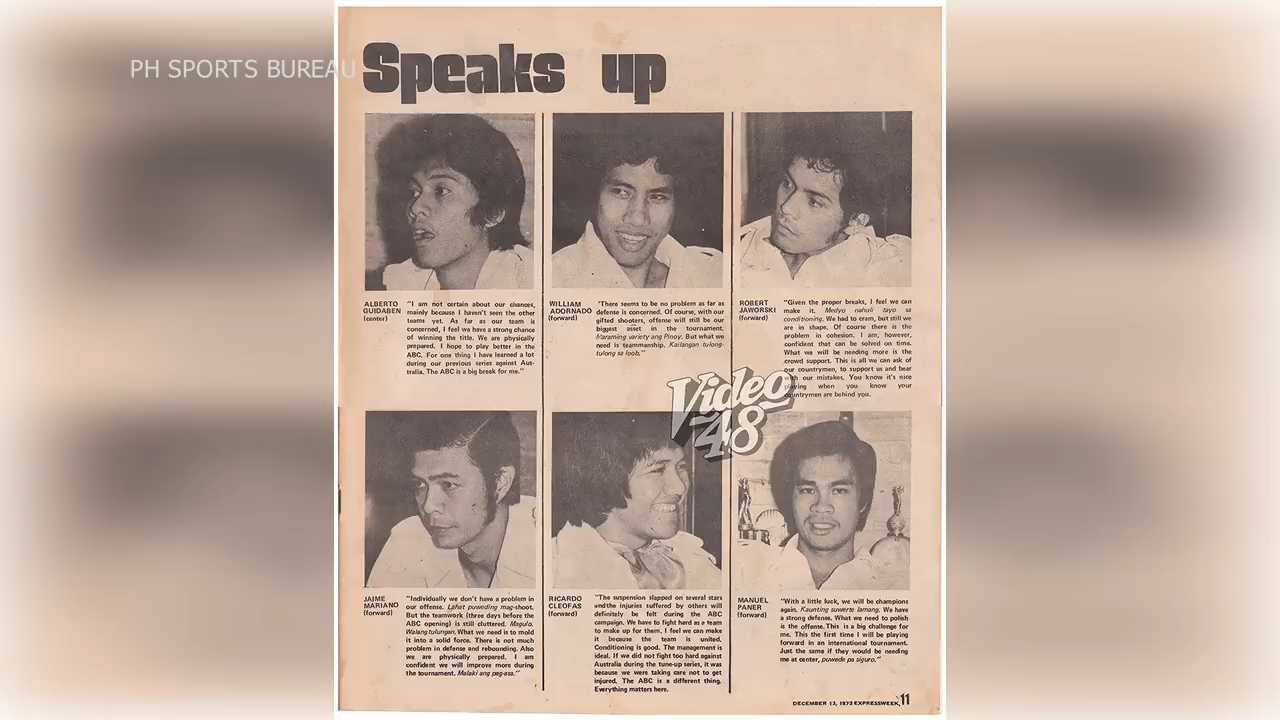 PH SPORTS BUREAU
Speaks up
ALBERTO
GUIDABEN
(center)
"I am not certain about our chances,
mainly because I haven't seen the other
teams yet. As far as our team is
concerned, I feel we have a strong chance
of winning the title. We are physically
prepared. I hope to play better in the
ABC. For one thing I have learned a lot
during our previous series against Aus-
tralia. The ABC is a big break for me."
WILLIAM
ADORNADO
(forward)
"There seems to be no problem as far as
defense is concerned. Of course, with our
gifted shooters, offense will still be our
biggest asset in the tournament.
Maraming variety ang Pinoy. But what we
need is teammanship. Kailangan tulong-
tulong sa loob."
ROBERT
JAWORSKI
(forward)
"Given the proper breaks, I feel we can
make it. Medyo nahuli tayo sa
conditioning. We had to cram, but still we
are in shape. Of course there is the
problem in cohesion. I am, however,
confident that can be solved on time.
What we will be needing more is the
crowd support. This is all we can ask of
our countrymen, to support us and bear
with our mistakes. You know it's nice
playing when you know your
countrymen are behind you.
Video
48
JAIME
MARIANO
(forward)
"Individually we don't have a problem in
our offense. Lahat puweding mag-shoot.
But the teamwork (three days before the
ABC opening) is still cluttered. Magulo.
Walang tulungan. What we need is to mold
it into a solid force. There is not much
problem in defense and rebounding. Also
we are physically prepared. I am
confident we will improve more during
the tournament. Malaki ang pag-asa."
RICARDO
CLEOFAS
(forward)
"The suspension slapped on several stars
and the injuries suffered by others will
definitely be felt during the ABC
campaign. We have to fight hard as a team
to make up for them, I feel we can make
it because the team is united.
Conditioning is good. The management is
ideal. If we did not fight too hard against
Australia during the tune-up series, it was
because we were taking care not to get
injured. The ABC is a different thing.
Everything matters here.
MANUEL
PANER
(forward)
"With a little luck, we will be champions
again. Kaunting suwerte lamang. We have
a strong defense. What we need to polish
is the offense. This is a big challenge for
me. This the first time I will be playing
forward in an international tournament.
Just the same if they would be needing
me at center, puwede pa siguro."
DECEMBER 13, 1973 EXPRESSWEEK, 11